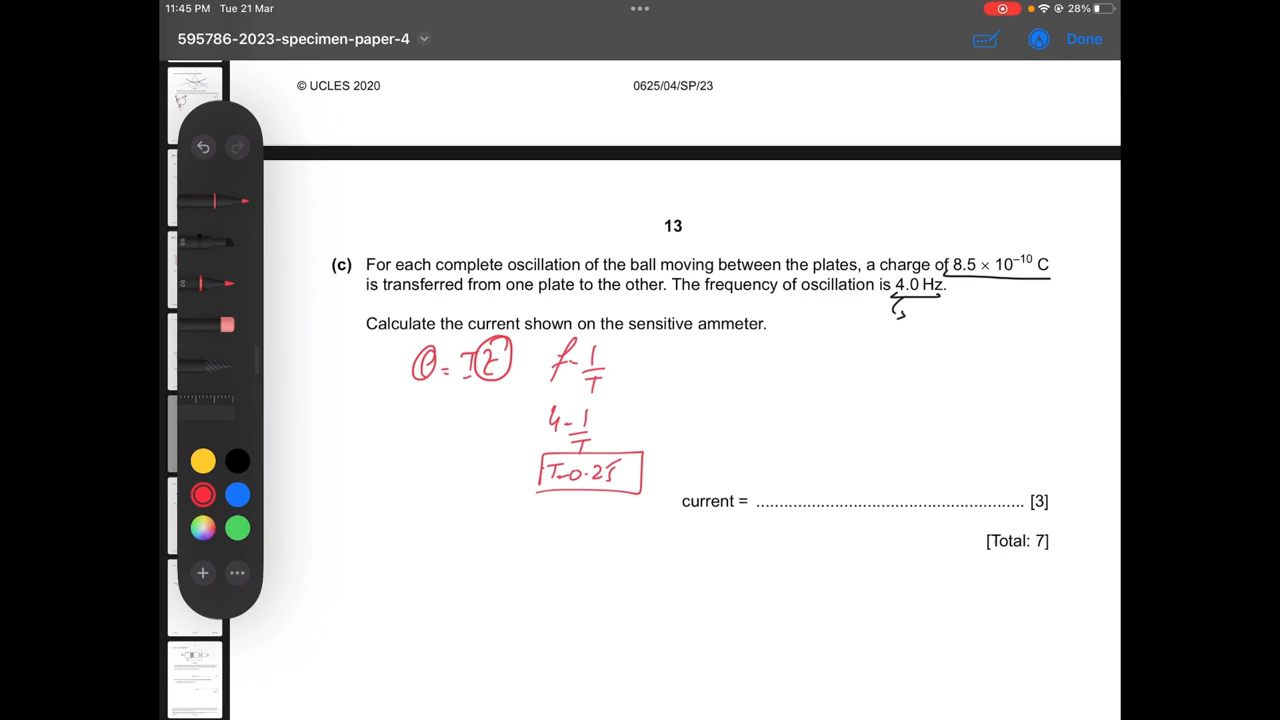 11:45 PM Tue 21 Mar
28%
595786-2023-specimen-paper-4
Done
© UCLES 2020
0625/04/SP/23
13
(c) For each complete oscillation of the ball moving between the plates, a charge of 8.5 × 10⁻¹⁰ C
is transferred from one plate to the other. The frequency of oscillation is 4.0 Hz.
Calculate the current shown on the sensitive ammeter.
Q = It f = 1/T
4 = 1/T
T = 0.25
current = ........................................................ [3]
[Total: 7]